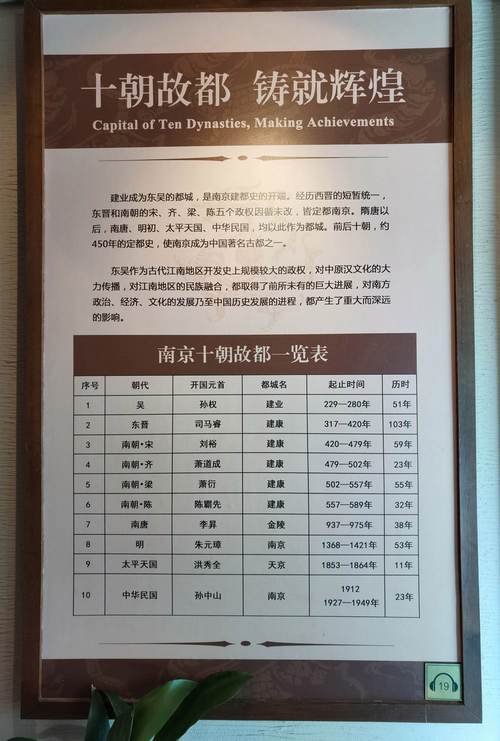 十朝故都 铸就辉煌
Capital of Ten Dynasties, Making Achievements
建业成为东吴的都城，是南京建都史的开端。经历西晋的短暂统一，
东晋和南朝的宋、齐、梁、陈五个政权因循未改，皆定都南京。隋唐以
后，南唐、明初、太平天国、中华民国，均以此作为都城。前后十朝，约
450年的定都史，使南京成为中国著名古都之一。
东吴作为古代江南地区开发史上规模较大的政权，对中原汉文化的大
力传播，对江南地区的民族融合，都取得了前所未有的巨大进展，对南方
政治、经济、文化的发展乃至中国历史发展的进程，都产生了重大而深远
的影响。
南京十朝故都一览表
序号 朝代 开国元首 都城名 起止时间 历时
1 吴 孙权 建业 229—280年 51年
2 东晋 司马睿 建康 317—420年 103年
3 南朝·宋 刘裕 建康 420—479年 59年
4 南朝·齐 萧道成 建康 479—502年 23年
5 南朝·梁 萧衍 建康 502—557年 55年
6 南朝·陈 陈霸先 建康 557—589年 32年
7 南唐 李昪 金陵 937—975年 38年
8 明 朱元璋 南京 1368—1421年 53年
9 太平天国 洪秀全 天京 1853—1864年 11年
10 中华民国 孙中山 南京 1912 1927—1949年 23年
19